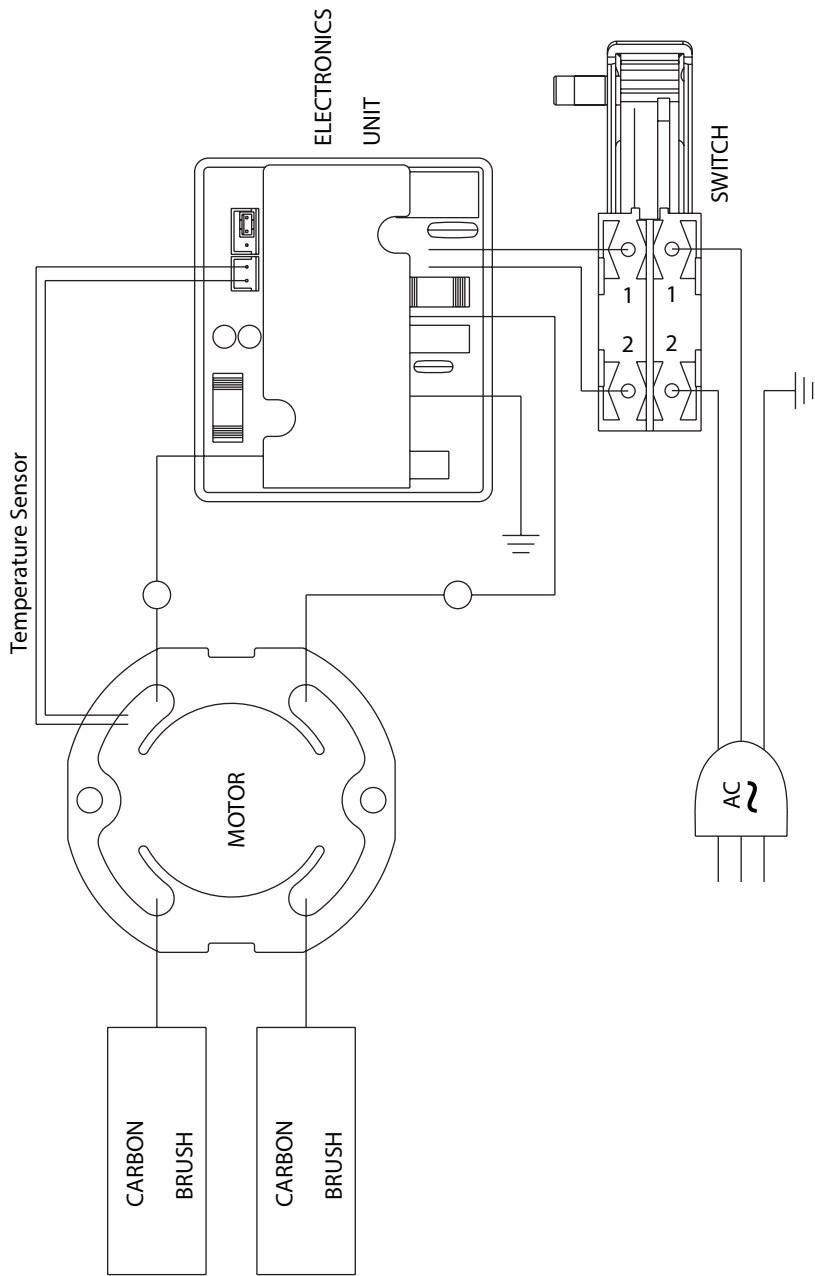 ELECTRONICS
UNIT
SWITCH
1
1
2
2
Temperature Sensor
MOTOR
AC
~
CARBON
BRUSH
CARBON
BRUSH